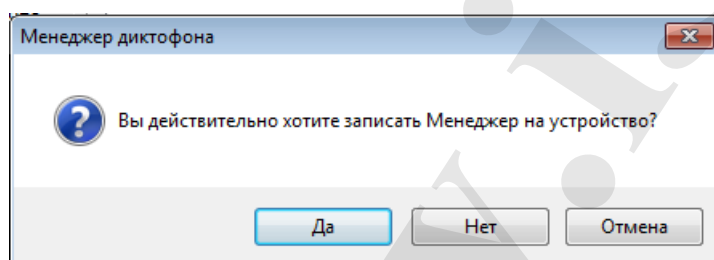 Менеджер диктофона
Вы действительно хотите записать Менеджер на устройство?
Да
Нет
Отмена